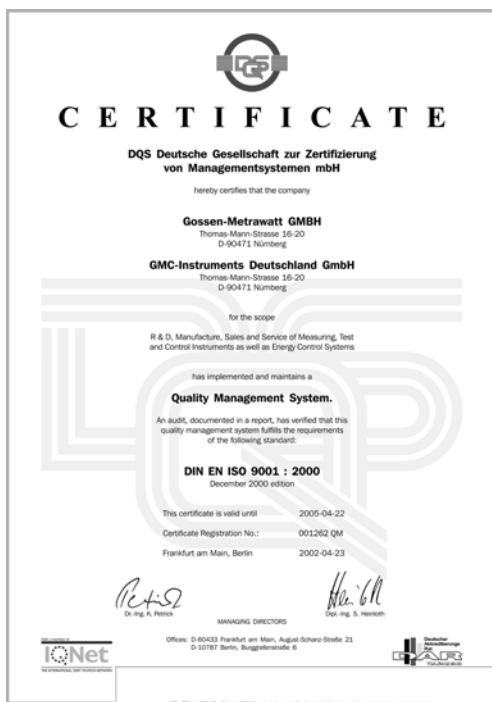 DQS
CERTIFICATE
DQS Deutsche Gesellschaft zur Zertifizierung
von Managementsystemen mbH
hereby certifies that the company
Gossen-Metrawatt GMBH
Thomas-Mann-Strasse 16-20
D-90471 Nürnberg
GMC-Instruments Deutschland GmbH
Thomas-Mann-Strasse 16-20
D-90471 Nürnberg
for the scope
R & D, Manufacture, Sales and Service of Measuring, Test
and Control Instruments as well as Energy Control Systems
has implemented and maintains a
Quality Management System.
An audit, documented in a report, has verified that this
quality management system fulfills the requirements
of the following standard:
DIN EN ISO 9001 : 2000
December 2000 edition
This certificate is valid until 2005-04-22
Certificate Registration No.: 001262 QM
Frankfurt am Main, Berlin 2002-04-23
Dr.-Ing. K. Petrick Dipl.-Ing. S. Heinloth
MANAGING DIRECTORS
Offices: D-60433 Frankfurt am Main, August-Schanz-Straße 21
D-10787 Berlin, Burggrafenstraße 6
IQNet
THE INTERNATIONAL CERTIFICATION NETWORK
Deutscher
Akkreditierungs
Rat
DAR